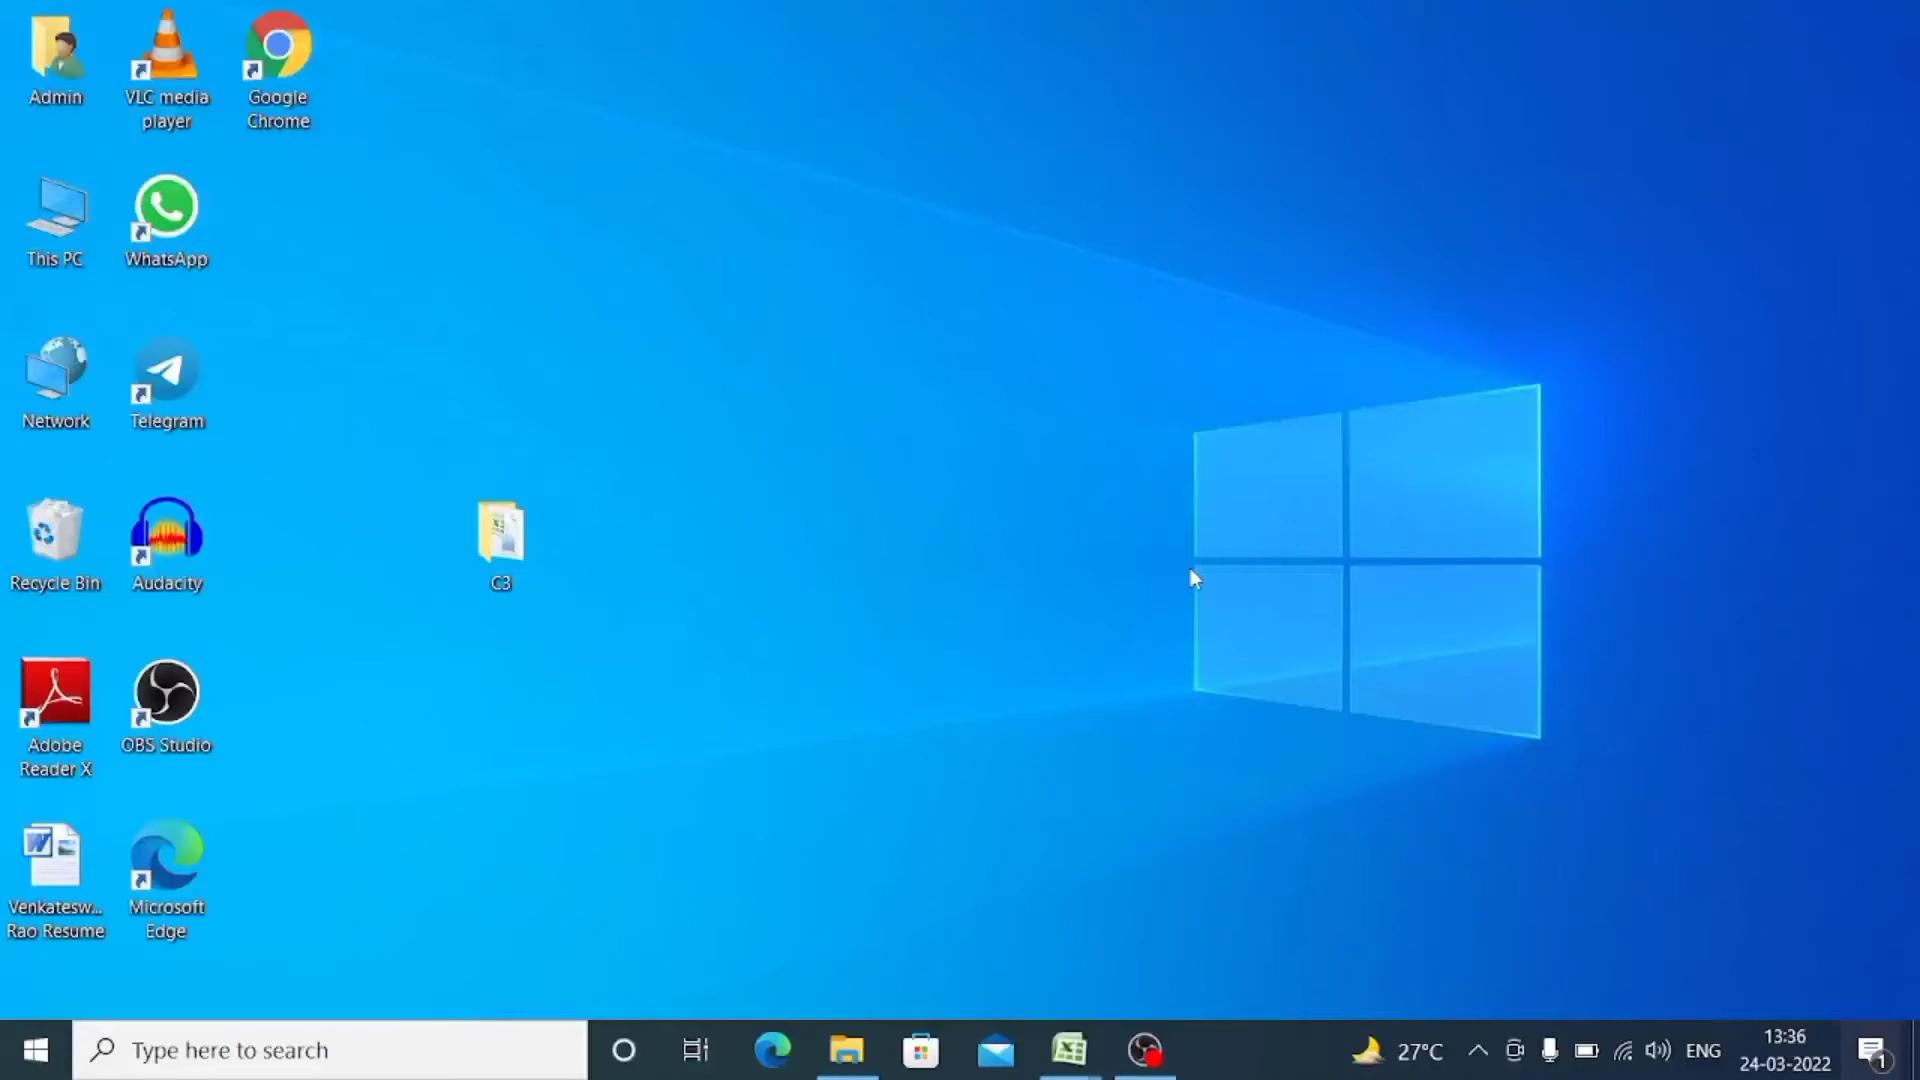 Admin
VLC media
player
Google
Chrome
This PC
WhatsApp
Network
Telegram
Recycle Bin
Audacity
C3
Adobe
Reader X
OBS Studio
Venkatesw...
Rao Resume
Microsoft
Edge
Type here to search
27°C
ENG
13:36
24-03-2022
1